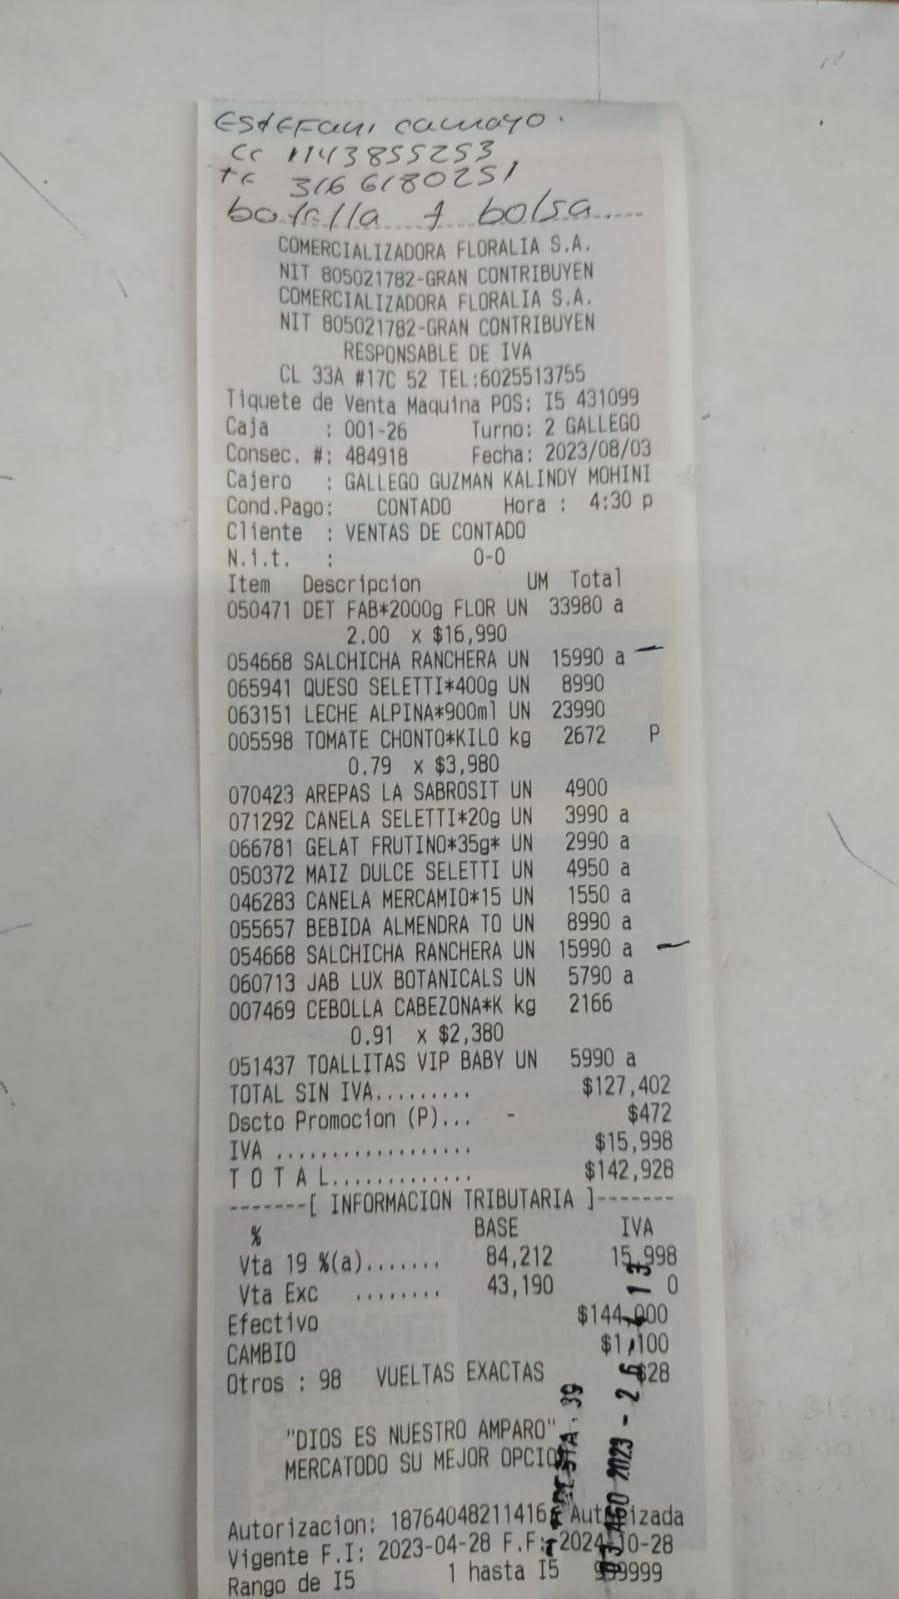 Estefani camayo.
cc 1143855253
316 6180251
botella 1 bolsa
COMERCIALIZADORA FLORALIA S.A.
NIT 805021782-GRAN CONTRIBUYEN
COMERCIALIZADORA FLORALIA S.A.
NIT 805021782-GRAN CONTRIBUYEN
RESPONSABLE DE IVA
CL 33A #17C 52 TEL:6025513755
Tiquete de Venta Maquina POS: I5 431099
Caja : 001-26 Turno: 2 GALLEGO
Consec. #: 484918 Fecha: 2023/08/03
Cajero : GALLEGO GUZMAN KALINDY MOHINI
Cond.Pago: CONTADO Hora : 4:30 p
Cliente : VENTAS DE CONTADO
N.i.t. : 0-0
Item Descripcion UM Total
050471 DET FAB*2000g FLOR UN 33980 a
2.00 x $16,990
054668 SALCHICHA RANCHERA UN 15990 a
065941 QUESO SELETTI*400g UN 8990
063151 LECHE ALPINA*900ml UN 23990
005598 TOMATE CHONTO*KILO kg 2672 P
0.79 x $3,980
070423 AREPAS LA SABROSIT UN 4900
071292 CANELA SELETTI*20g UN 3990 a
066781 GELAT FRUTINO*35g* UN 2990 a
050372 MAIZ DULCE SELETTI UN 4950 a
046283 CANELA MERCAMIO*15 UN 1550 a
055657 BEBIDA ALMENDRA TO UN 8990 a
054668 SALCHICHA RANCHERA UN 15990 a
060713 JAB LUX BOTANICALS UN 5790 a
007469 CEBOLLA CABEZONA*K kg 2166
0.91 x $2,380
051437 TOALLITAS VIP BABY UN 5990 a
TOTAL SIN IVA......... $127,402
Dscto Promocion (P)... - $472
IVA .................. $15,998
T O T A L............. $142,928
-------[ INFORMACION TRIBUTARIA ]-------
% BASE IVA
Vta 19 %(a)....... 84,212 15,998
Vta Exc ........ 43,190 0
Efectivo $144,000
CAMBIO $1,100
Otros : 98 VUELTAS EXACTAS $28
"DIOS ES NUESTRO AMPARO"
MERCATODO SU MEJOR OPCIO
Autorizacion: 18764048211416 Autorizada
Vigente F.I: 2023-04-28 F.F: 2024-10-28
Rango de I5 1 hasta I5 999999
03 AGO 2023